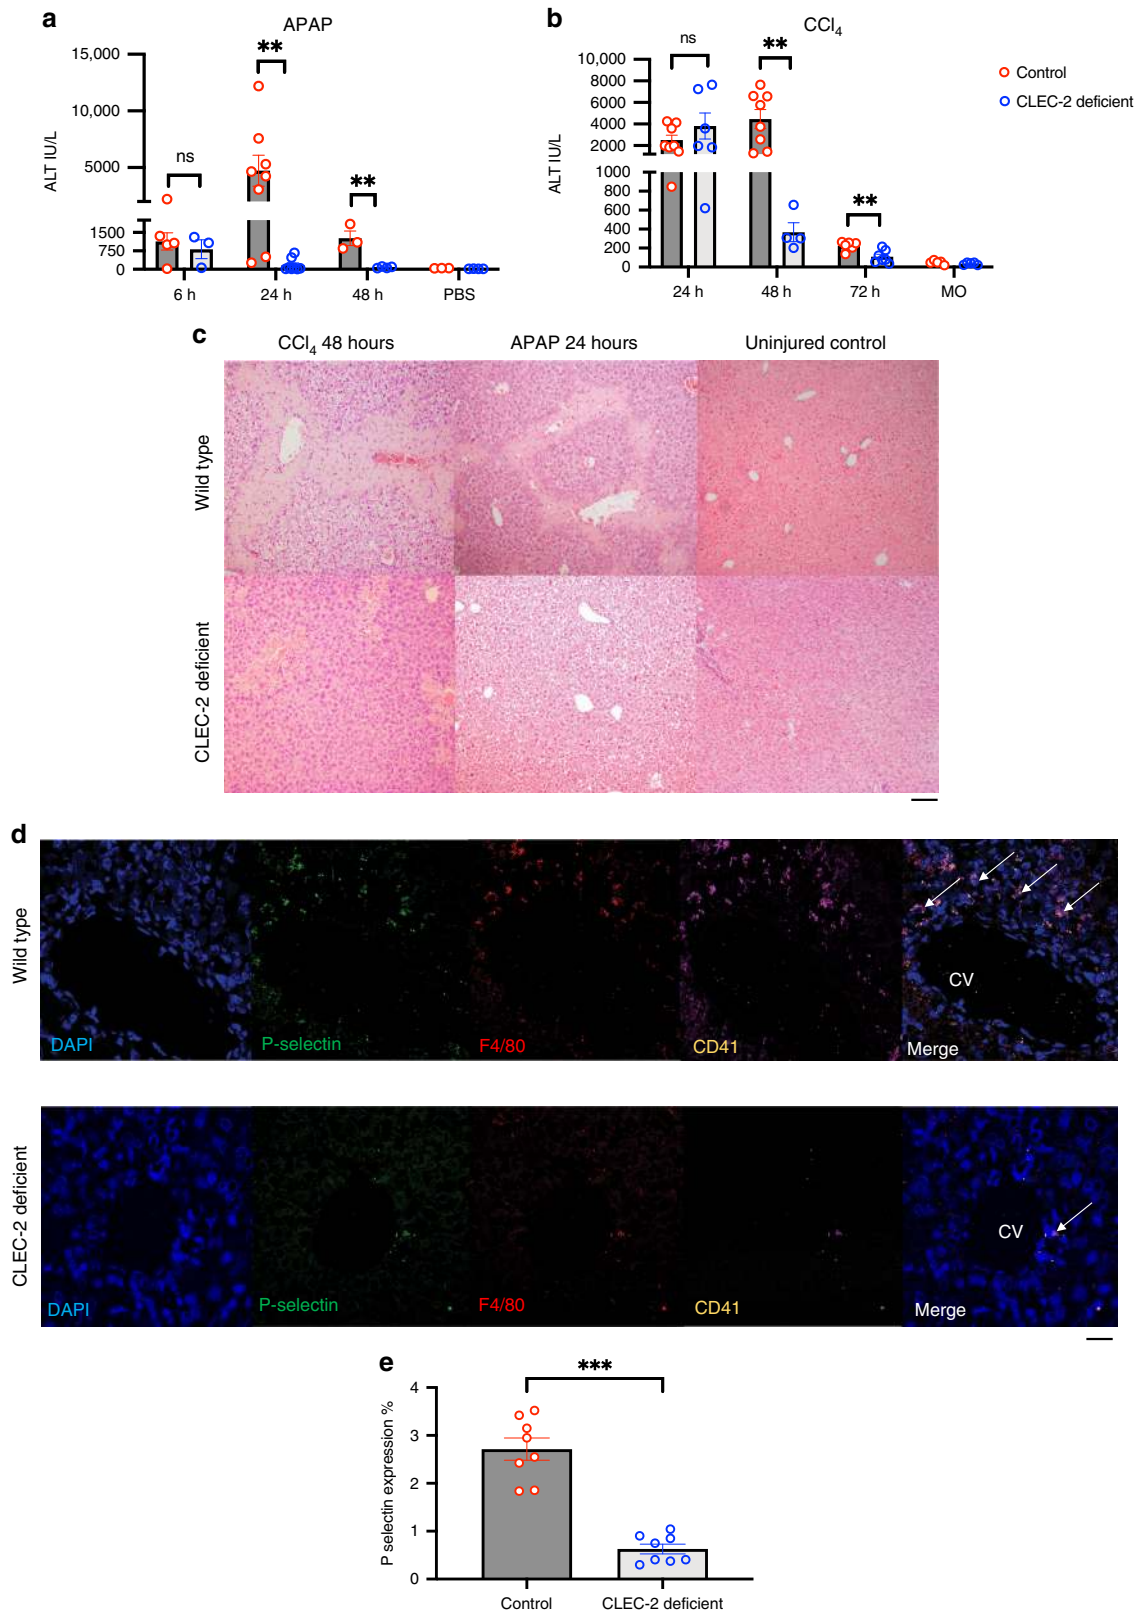 a
APAP
ALT IU/L
15,000
10,000
5000
1500
750
0
ns
**
**
6 h
24 h
48 h
PBS
b
CCl4
ALT IU/L
10,000
8000
6000
4000
2000
1000
800
600
400
200
0
ns
**
**
24 h
48 h
72 h
MO
Control
CLEC-2 deficient
c
CCl4 48 hours
APAP 24 hours
Uninjured control
Wild type
CLEC-2 deficient
d
Wild type
DAPI
P-selectin
F4/80
CD41
CV
Merge
CLEC-2 deficient
DAPI
P-selectin
F4/80
CD41
CV
Merge
e
P selectin expression %
4
3
2
1
0
***
Control
CLEC-2 deficient